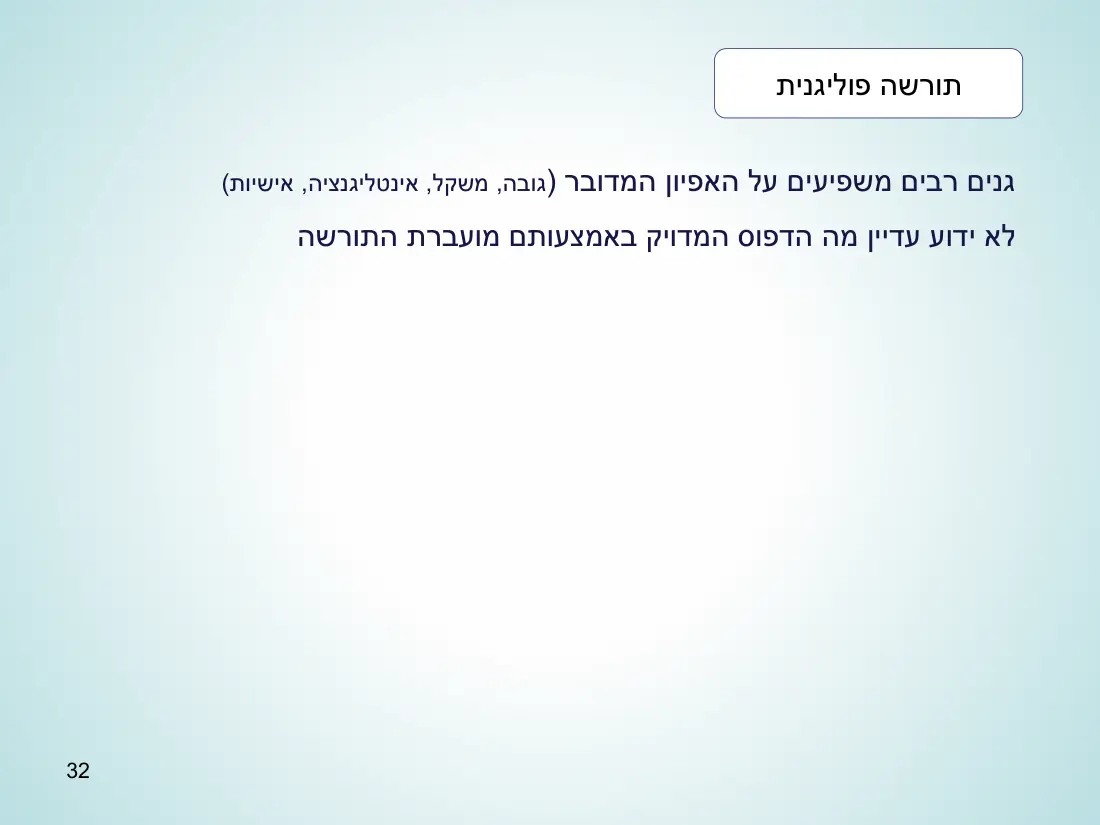 תורשה פוליגנית
גנים רבים משפיעים על האפיון המדובר (גובה, משקל, אינטליגנציה, אישיות)
לא ידוע עדיין מה הדפוס המדויק באמצעותם מועברת התורשה
32